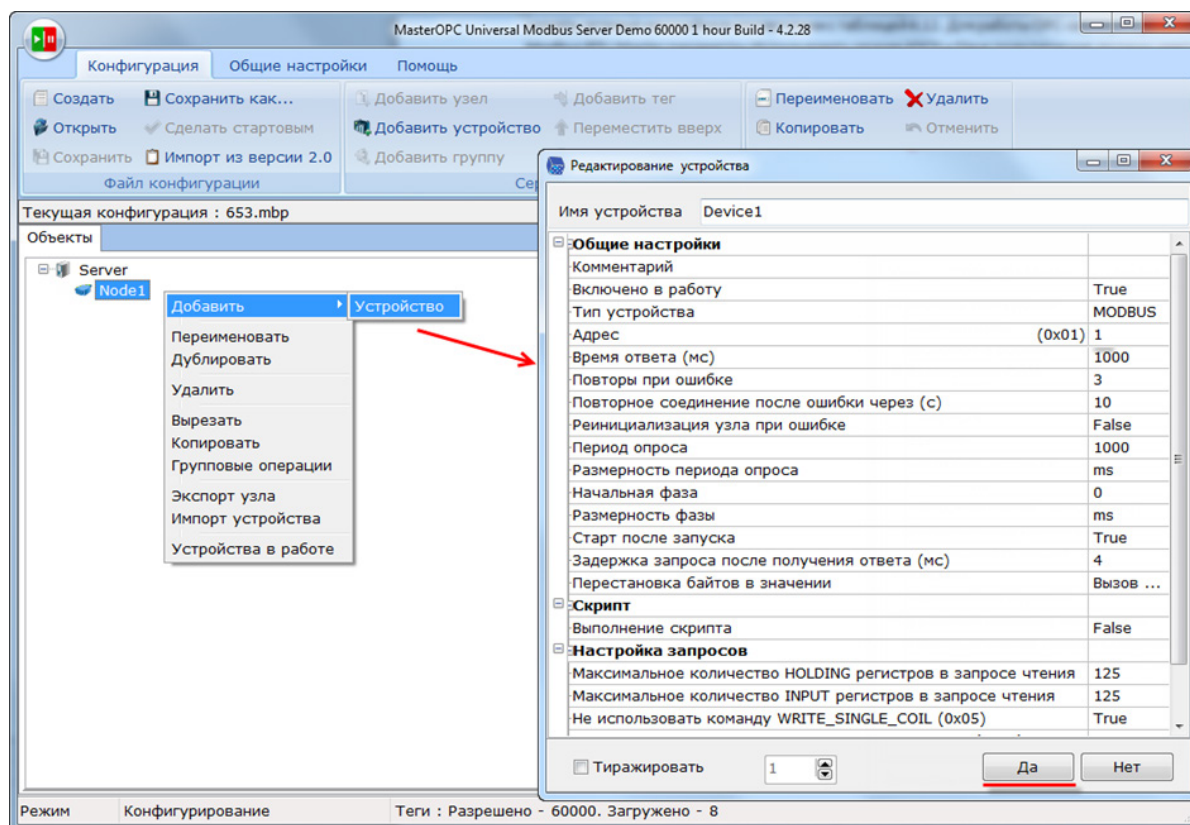 MasterOPC Universal Modbus Server Demo 60000 1 hour Build - 4.2.28
Конфигурация Общие настройки Помощь
Создать Сохранить как... Добавить узел Добавить тег Переименовать Удалить
Открыть Сделать стартовым Добавить устройство Переместить вверх Копировать Отменить
Сохранить Импорт из версии 2.0 Добавить группу
Файл конфигурации
Текущая конфигурация : 653.mbp
Объекты
Server
Node1
Добавить
Устройство
Переименовать
Дублировать
Удалить
Вырезать
Копировать
Групповые операции
Экспорт узла
Импорт устройства
Устройства в работе
Редактирование устройства
Имя устройства Device1
Общие настройки
Комментарий
Включено в работу True
Тип устройства MODBUS
Адрес (0x01) 1
Время ответа (мс) 1000
Повторы при ошибке 3
Повторное соединение после ошибки через (с) 10
Реинициализация узла при ошибке False
Период опроса 1000
Размерность периода опроса ms
Начальная фаза 0
Размерность фазы ms
Старт после запуска True
Задержка запроса после получения ответа (мс) 4
Перестановка байтов в значении Вызов ...
Скрипт
Выполнение скрипта False
Настройка запросов
Максимальное количество HOLDING регистров в запросе чтения 125
Максимальное количество INPUT регистров в запросе чтения 125
Не использовать команду WRITE_SINGLE_COIL (0x05) True
Тиражировать 1 Да Нет
Режим Конфигурирование Теги : Разрешено - 60000. Загружено - 8